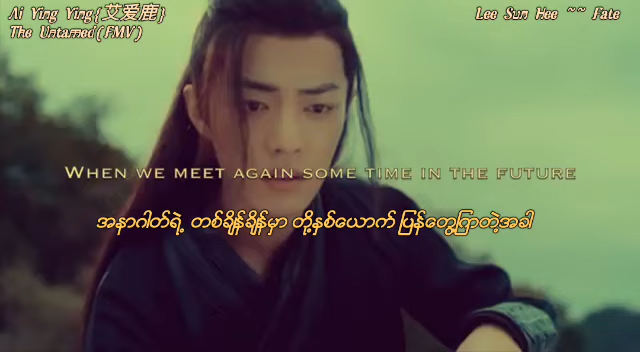 Ai Ying Ying{艾爱鹿}
The Untamed(FMV)
Lee Sun Hee ~~ Fate
WHEN WE MEET AGAIN SOME TIME IN THE FUTURE
အနာဂါတ်ရဲ့ တစ်ချိန်ချိန်မှာ တို့နှစ်ယောက် ပြန်တွေ့ကြတဲ့အခါ